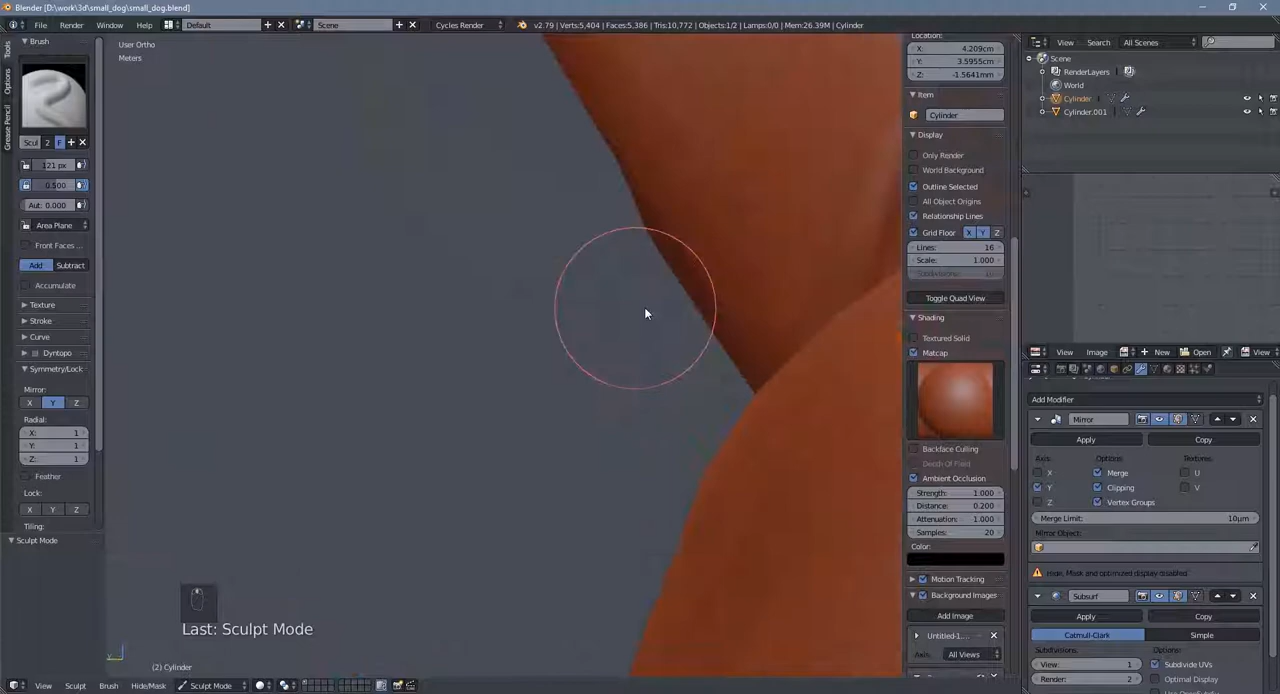 Blender [D:\work\3d\small_dog\small_dog.blend]
File Render Window Help Default Scene Cycles Render v2.79 | Verts:5,404 | Faces:5,386 | Tris:10,772 | Objects:1/2 | Lamps:0/0 | Mem:26.39M | Cylinder
Tools
Options
Grease Pencil
Brush
Scul 2 F
121 px
0.500
Aut: 0.000
Area Plane
Front Faces ...
Add Subtract
Accumulate
Texture
Stroke
Curve
Dyntopo
Symmetry/Lock
Mirror:
X Y Z
Radial:
X: 1
Y: 1
Z: 1
Feather
Lock:
X Y Z
Tiling:
Sculpt Mode
User Ortho
Meters
Last: Sculpt Mode
(2) Cylinder
View Sculpt Brush Hide/Mask Sculpt Mode
Location:
X: 4.209cm
Y: 3.5955cm
Z: -1.5641mm
Item
Cylinder
Display
Only Render
World Background
Outline Selected
All Object Origins
Relationship Lines
Grid Floor X Y Z
Lines: 16
Scale: 1.000
Toggle Quad View
Shading
Textured Solid
Matcap
Backface Culling
Depth Of Field
Ambient Occlusion
Strength: 1.000
Distance: 0.200
Attenuation: 1.000
Samples: 20
Color:
Motion Tracking
Background Images
Add Image
Untitled-1....
Axis: All Views
View Search All Scenes
Scene
RenderLayers
World
Cylinder
Cylinder.001
View Image New Open View
Add Modifier
Mirror
Apply Copy
Axis: Options: Textures:
X Merge U
Y Clipping V
Z Vertex Groups
Merge Limit: 10µm
Mirror Object:
Hide, Mask and optimized display disabled
Subsurf
Apply Copy
Catmull-Clark Simple
Subdivisions: Options:
View: 1 Subdivide UVs
Render: 2 Optimal Display